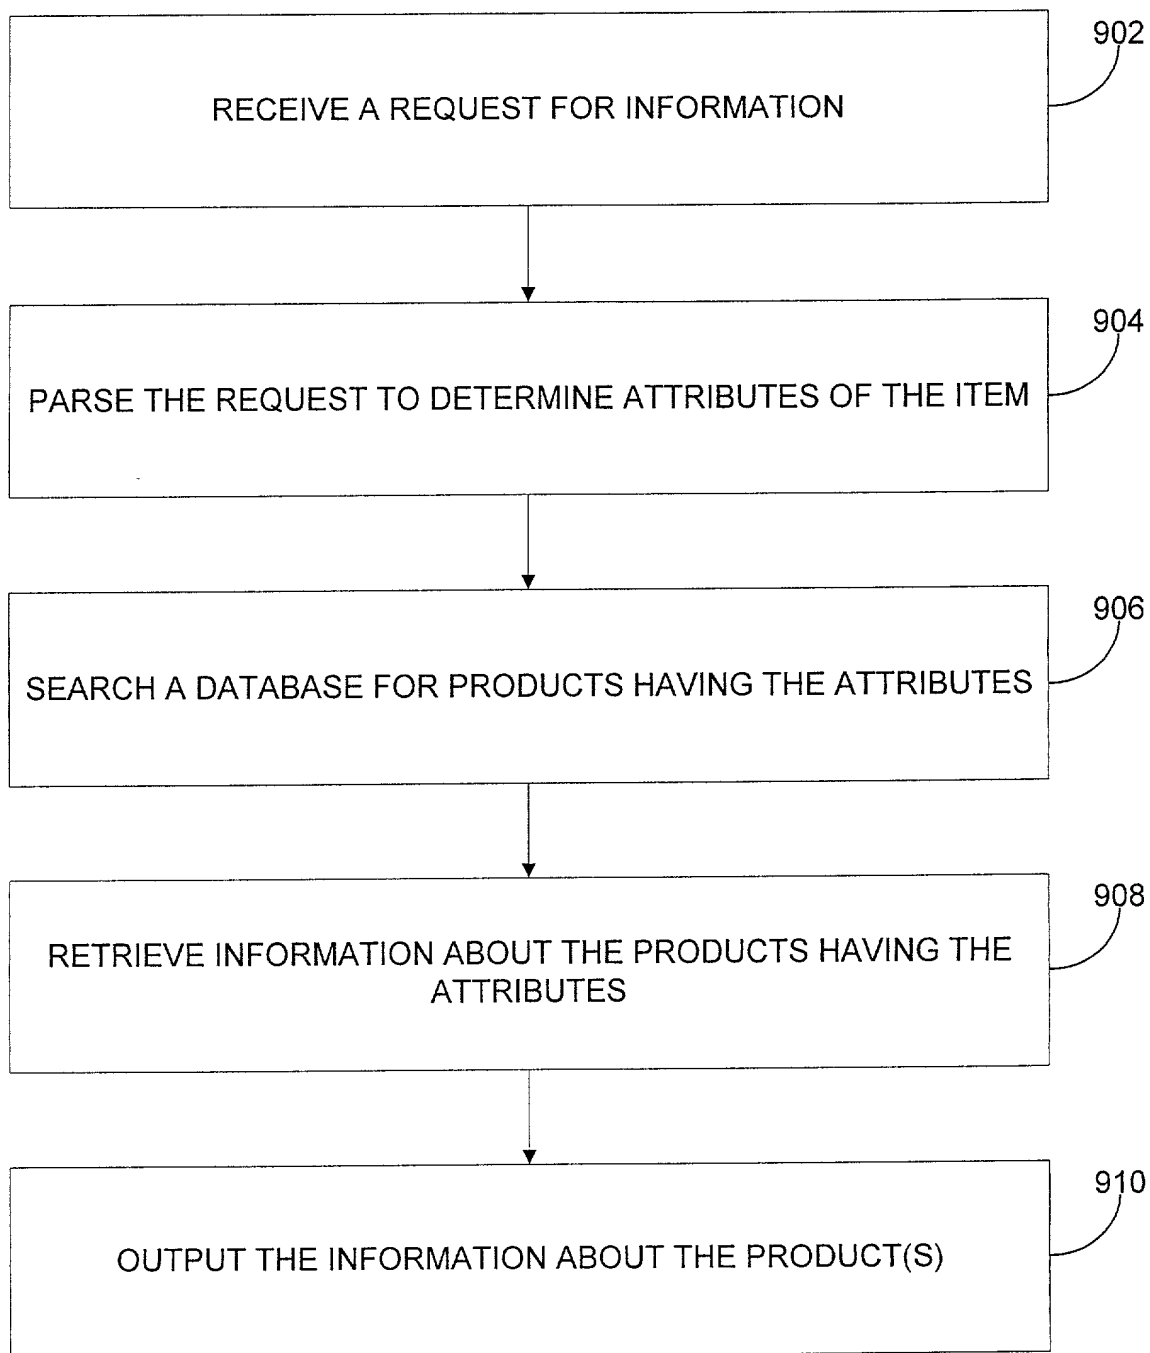 902
RECEIVE A REQUEST FOR INFORMATION
904
PARSE THE REQUEST TO DETERMINE ATTRIBUTES OF THE ITEM
906
SEARCH A DATABASE FOR PRODUCTS HAVING THE ATTRIBUTES
908
RETRIEVE INFORMATION ABOUT THE PRODUCTS HAVING THE
ATTRIBUTES
910
OUTPUT THE INFORMATION ABOUT THE PRODUCT(S)